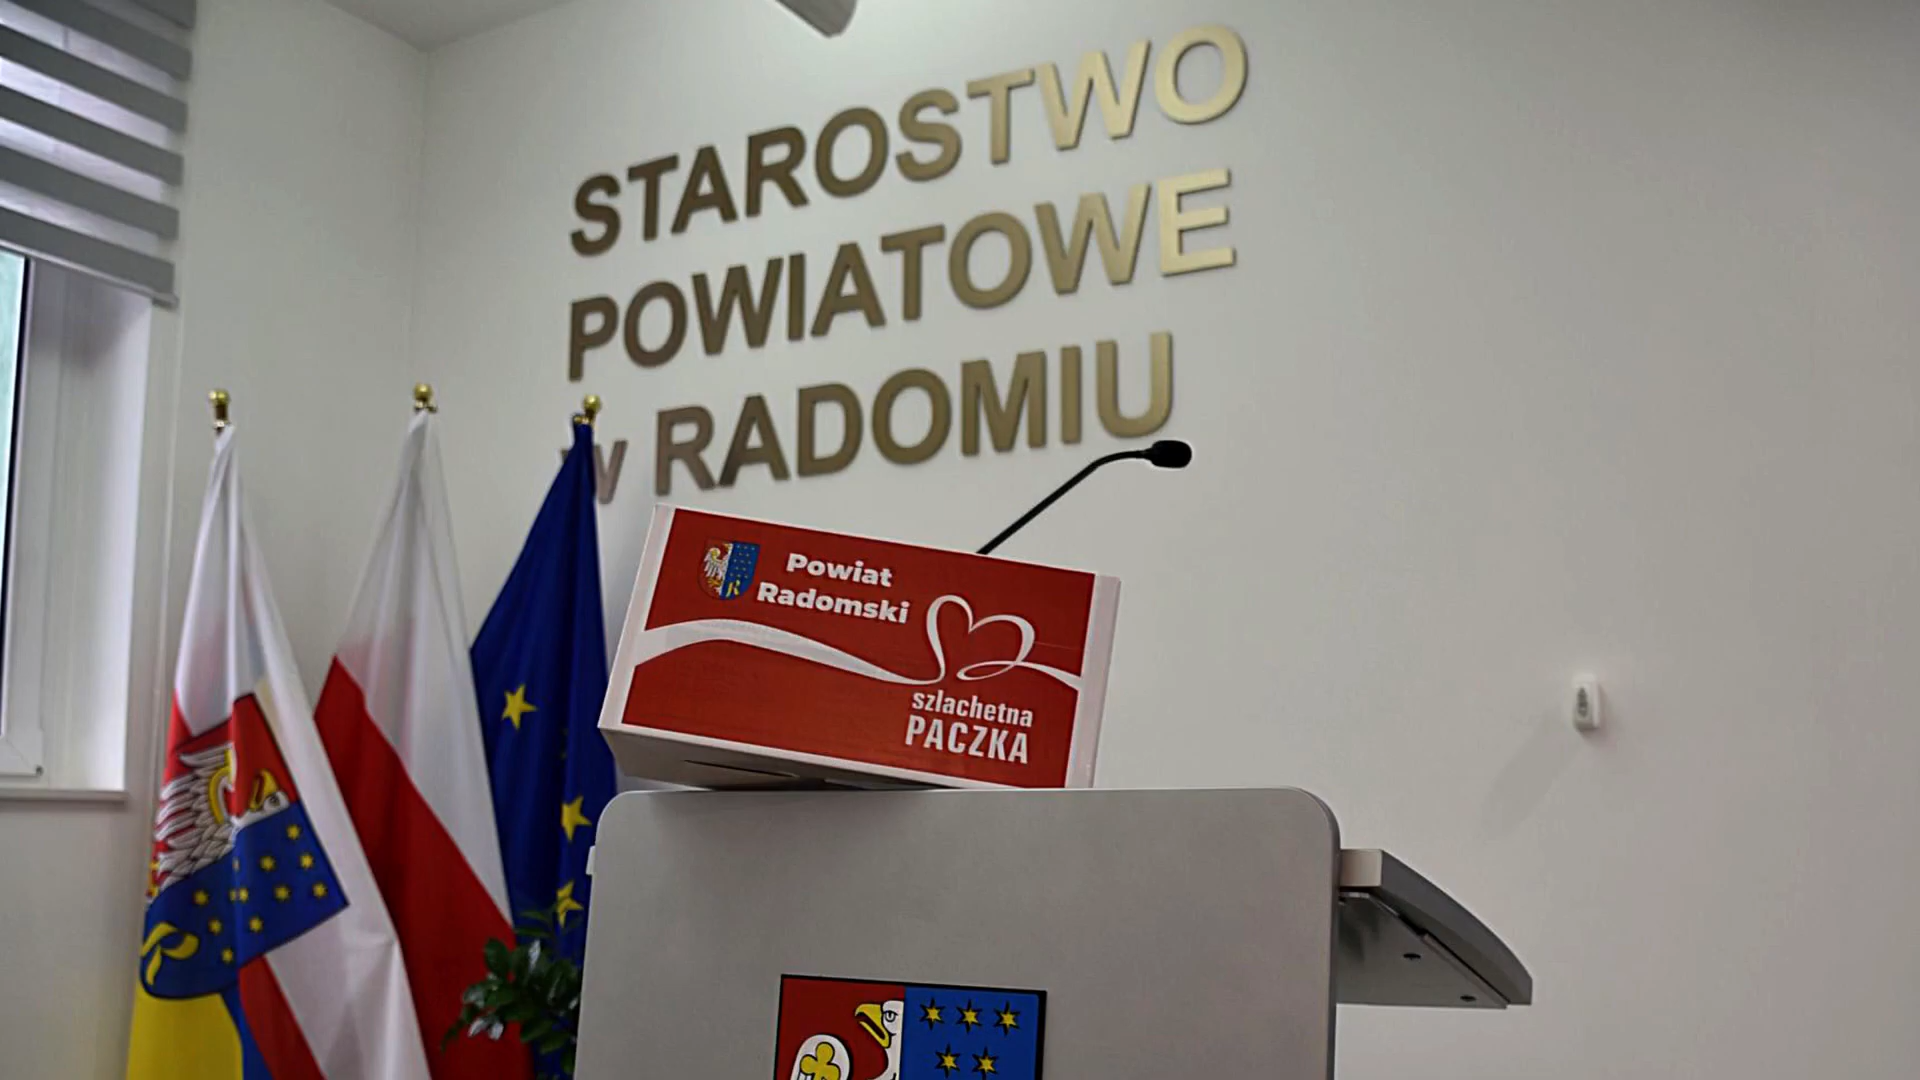 STAROSTWO
POWIATOWE
w RADOMIU
Powiat
Radomski
szlachetna
PACZKA